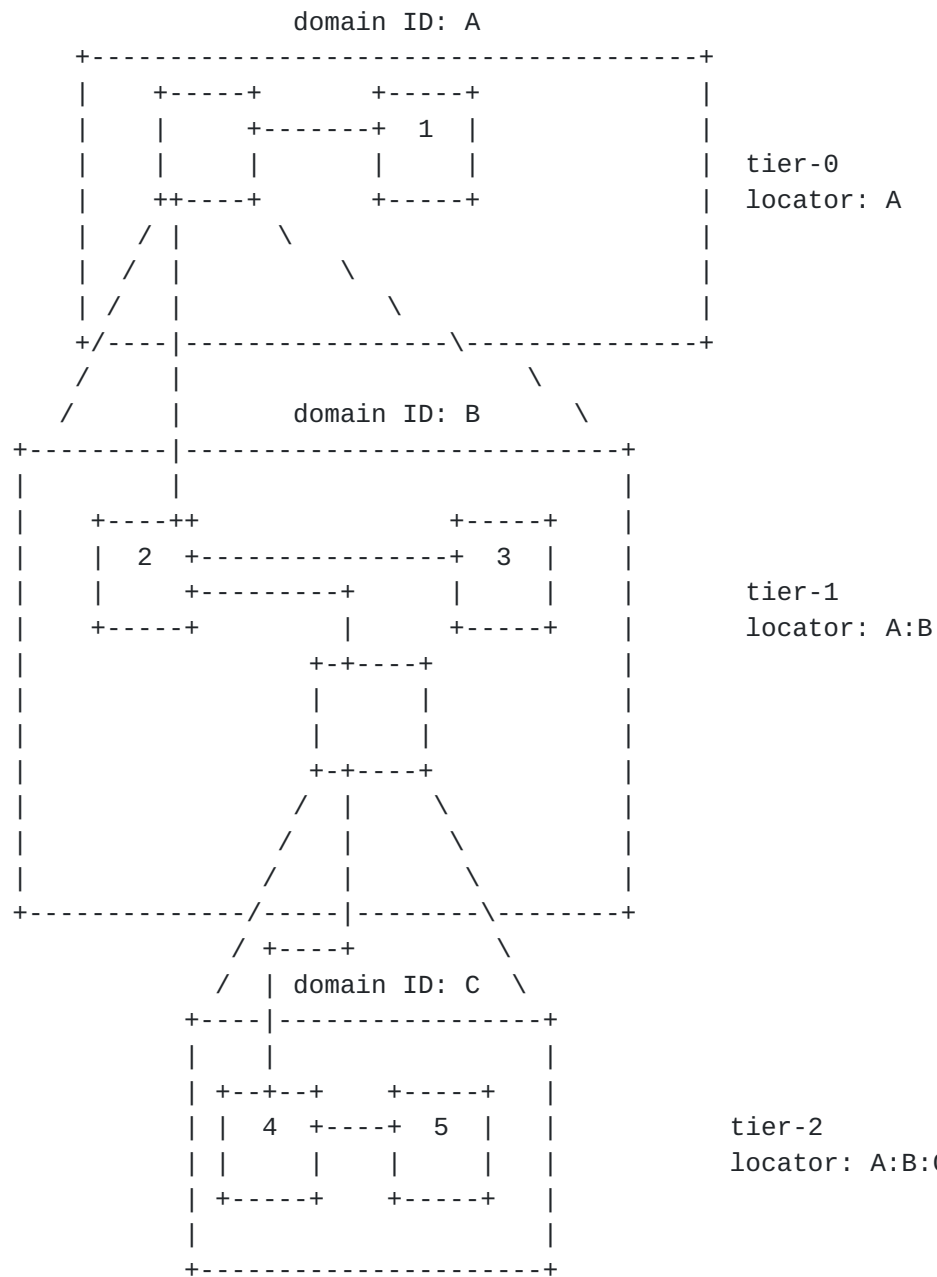 domain ID: A
1
tier-0
locator: A
domain ID: B
2 3
tier-1
locator: A:B
domain ID: C
4 5 tier-2
locator: A:B:C